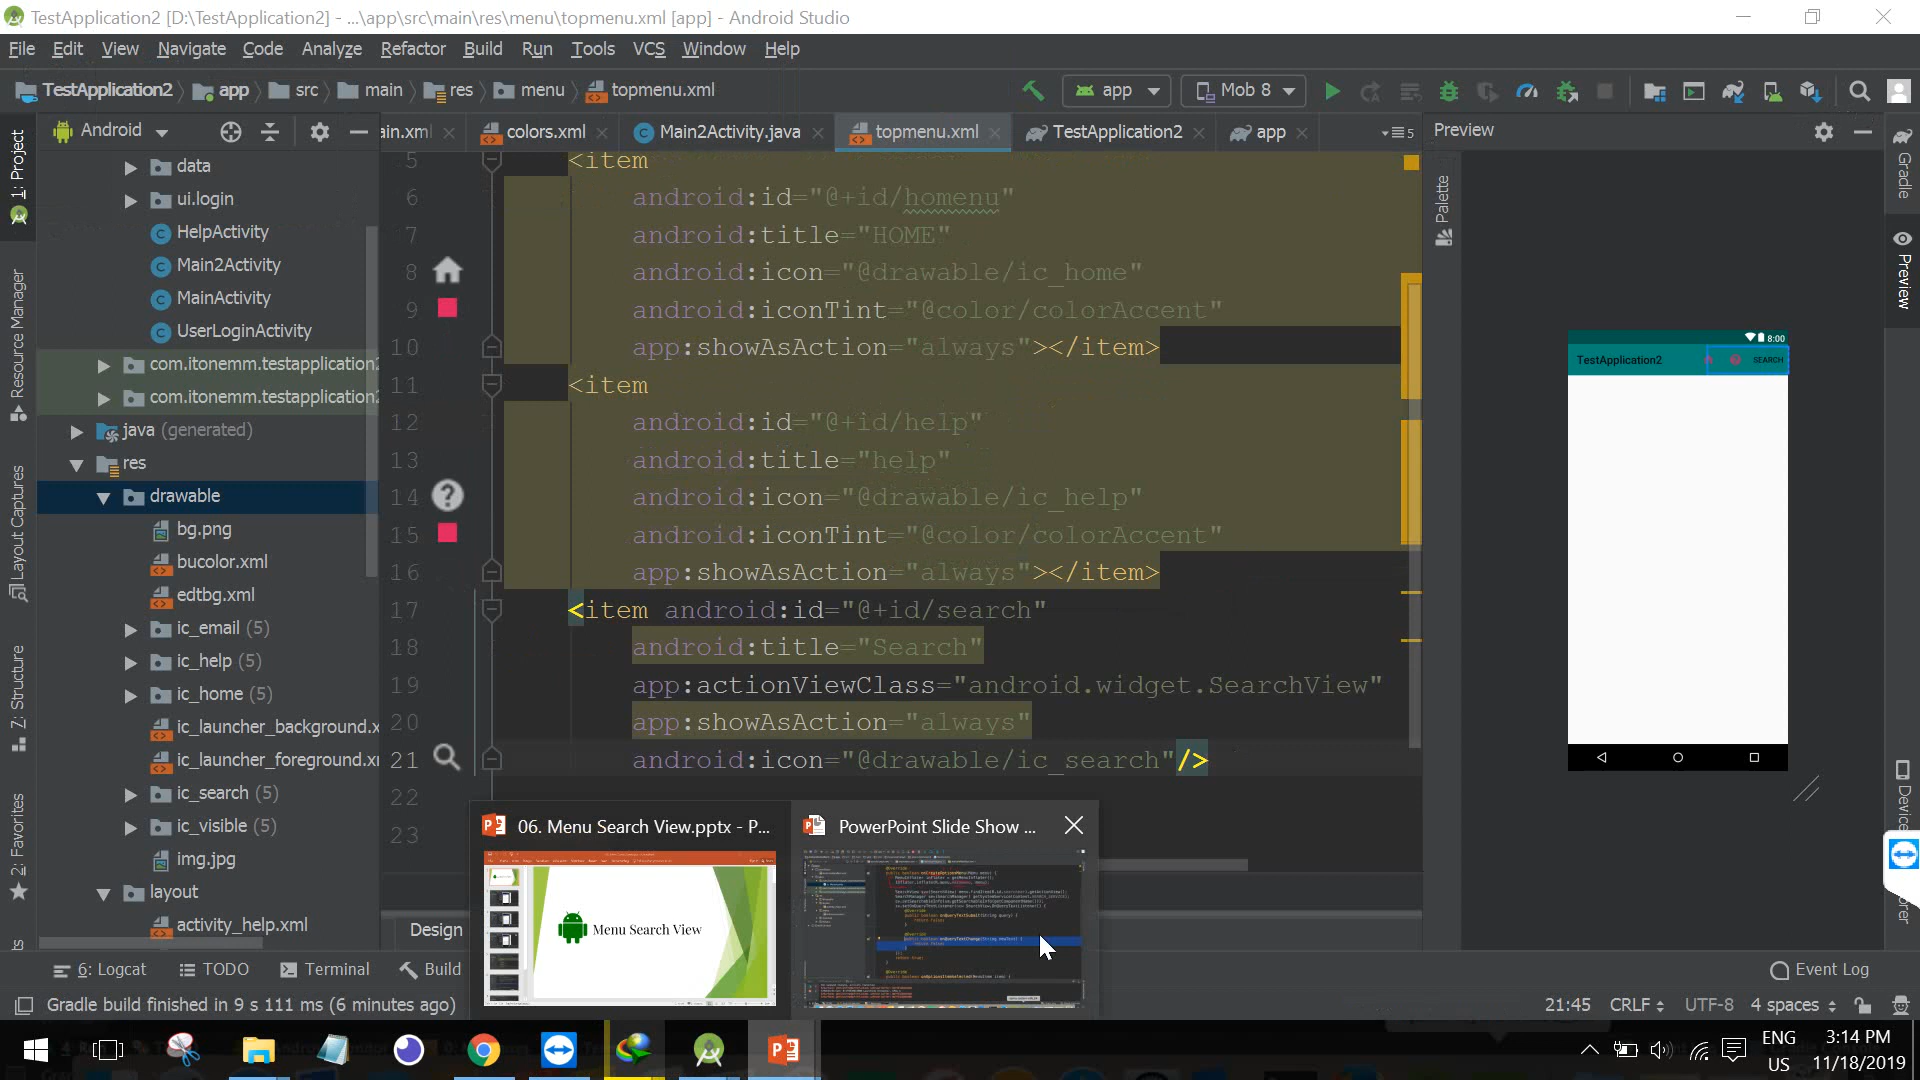 TestApplication2 [D:\TestApplication2] - ...\app\src\main\res\menu\topmenu.xml [app] - Android Studio
File Edit View Navigate Code Analyze Refactor Build Run Tools VCS Window Help
TestApplication2 app src main res menu topmenu.xml app Mob 8
Android
ain.xml colors.xml Main2Activity.java topmenu.xml TestApplication2 app 5
Preview
1: Project
Resource Manager
Layout Captures
Z: Structure
2: Favorites
data
ui.login
HelpActivity
Main2Activity
MainActivity
UserLoginActivity
com.itonemm.testapplication2
com.itonemm.testapplication2
java (generated)
res
drawable
bg.png
bucolor.xml
edtbg.xml
ic_email (5)
ic_help (5)
ic_home (5)
ic_launcher_background.x
ic_launcher_foreground.x
ic_search (5)
ic_visible (5)
img.jpg
layout
activity_help.xml
5 <item
6 android:id="@+id/homenu"
7 android:title="HOME"
8 android:icon="@drawable/ic_home"
9 android:iconTint="@color/colorAccent"
10 app:showAsAction="always"></item>
11 <item
12 android:id="@+id/help"
13 android:title="help"
14 android:icon="@drawable/ic_help"
15 android:iconTint="@color/colorAccent"
16 app:showAsAction="always"></item>
17 <item android:id="@+id/search"
18 android:title="Search"
19 app:actionViewClass="android.widget.SearchView"
20 app:showAsAction="always"
21 android:icon="@drawable/ic_search"/>
22
23
Palette
8:00
TestApplication2 SEARCH
Gradle
Preview
Device
orer
06. Menu Search View.pptx - P...
PowerPoint Slide Show ...
Menu Search View
Design
6: Logcat TODO Terminal Build
Event Log
Gradle build finished in 9 s 111 ms (6 minutes ago)
21:45 CRLF UTF-8 4 spaces
ENG
US
3:14 PM
11/18/2019